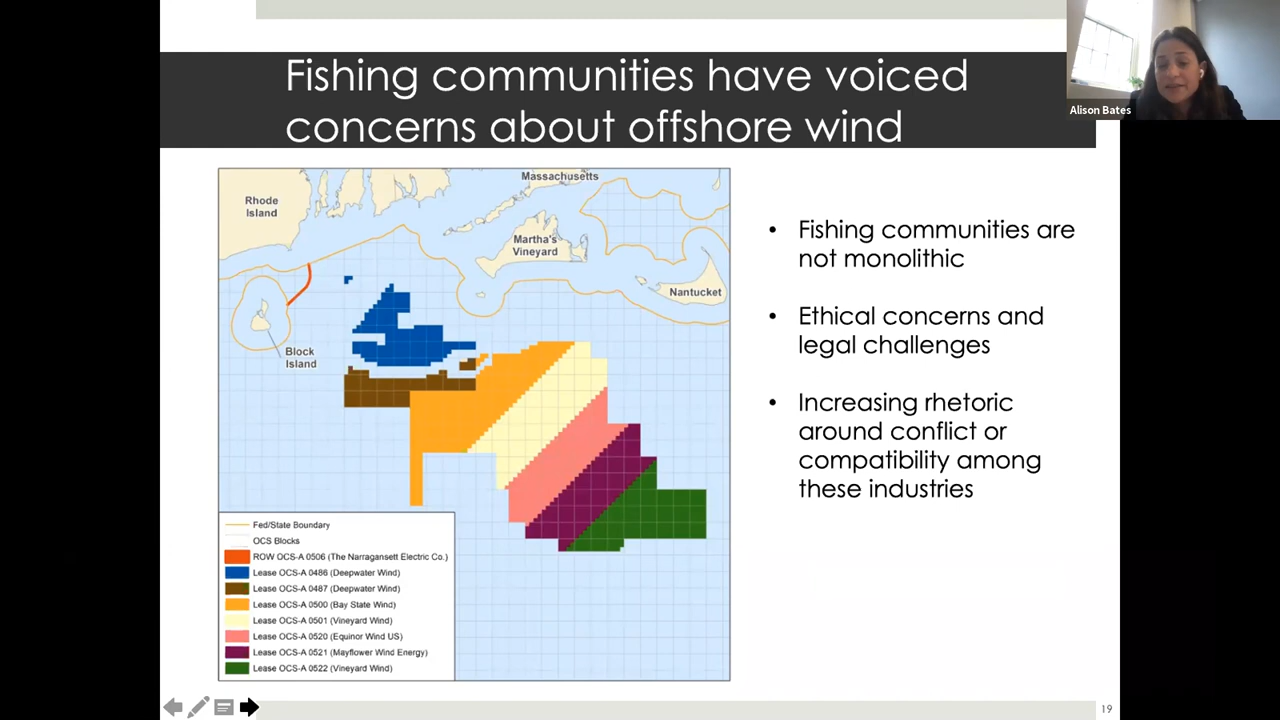 Fishing communities have voiced
concerns about offshore wind
Alison Bates
Massachusetts
Rhode
Island
Martha's
Vineyard
Nantucket
Block
Island
Fed/State Boundary
OCS Blocks
ROW OCS-A 0506 (The Narragansett Electric Co.)
Lease OCS-A 0486 (Deepwater Wind)
Lease OCS-A 0487 (Deepwater Wind)
Lease OCS-A 0500 (Bay State Wind)
Lease OCS-A 0501 (Vineyard Wind)
Lease OCS-A 0520 (Equinor Wind US)
Lease OCS-A 0521 (Mayflower Wind Energy)
Lease OCS-A 0522 (Vineyard Wind)
• Fishing communities are
not monolithic
• Ethical concerns and
legal challenges
• Increasing rhetoric
around conflict or
compatibility among
these industries
19